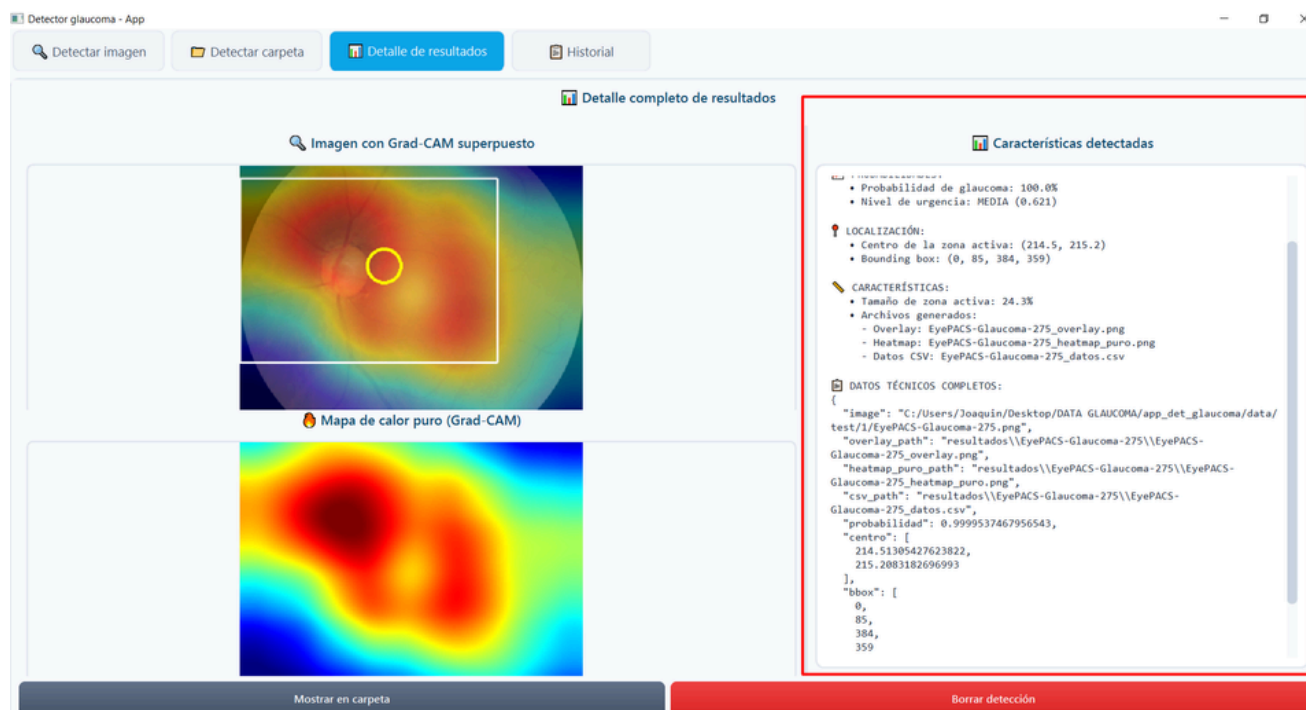 Detector glaucoma - App
Detectar imagen
Detectar carpeta
Detalle de resultados
Historial
Detalle completo de resultados
Imagen con Grad-CAM superpuesto
Mapa de calor puro (Grad-CAM)
Características detectadas
PROBABILIDADES:
• Probabilidad de glaucoma: 100.0%
• Nivel de urgencia: MEDIA (0.621)
LOCALIZACIÓN:
• Centro de la zona activa: (214.5, 215.2)
• Bounding box: (0, 85, 384, 359)
CARACTERÍSTICAS:
• Tamaño de zona activa: 24.3%
• Archivos generados:
- Overlay: EyePACS-Glaucoma-275_overlay.png
- Heatmap: EyePACS-Glaucoma-275_heatmap_puro.png
- Datos CSV: EyePACS-Glaucoma-275_datos.csv
DATOS TÉCNICOS COMPLETOS:
{
"image": "C:/Users/Joaquin/Desktop/DATA GLAUCOMA/app_det_glaucoma/data/
test/1/EyePACS-Glaucoma-275.png",
"overlay_path": "resultados\\EyePACS-Glaucoma-275\\EyePACS-
Glaucoma-275_overlay.png",
"heatmap_puro_path": "resultados\\EyePACS-Glaucoma-275\\EyePACS-
Glaucoma-275_heatmap_puro.png",
"csv_path": "resultados\\EyePACS-Glaucoma-275\\EyePACS-
Glaucoma-275_datos.csv",
"probabilidad": 0.9999537467956543,
"centro": [
214.51305427623822,
215.2083182696993
],
"bbox": [
0,
85,
384,
359
Mostrar en carpeta
Borrar detección